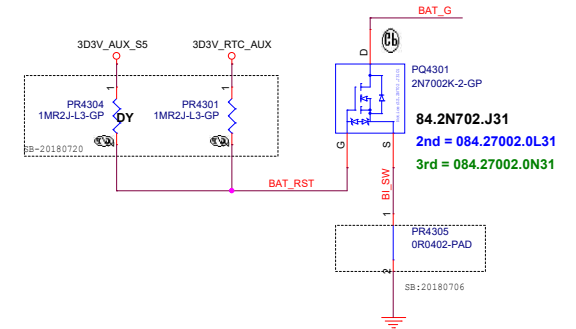 BAT_G
3D3V_AUX_S5
3D3V_RTC_AUX
D
PQ4301
2N7002K-2-GP
1
1
PR4304
1MR2J-L3-GP
DY
PR4301
1MR2J-L3-GP
84.2N702.J31
2nd = 084.27002.0L31
3rd = 084.27002.0N31
SB-20180720
G
S
BAT_RST
BI_SW
1
PR4305
0R0402-PAD
2
SB:20180706